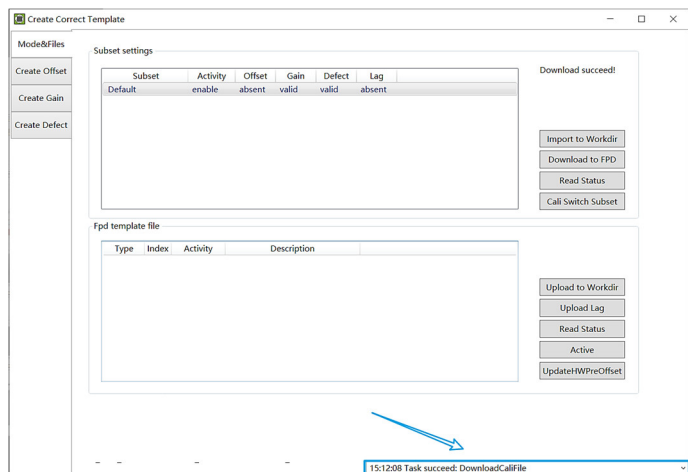 Create Correct Template
Mode&Files
Create Offset
Create Gain
Create Defect
Subset settings
Subset Activity Offset Gain Defect Lag
Default enable absent valid valid absent
Download succeed!
Import to Workdir
Download to FPD
Read Status
Cali Switch Subset
Fpd template file
Type Index Activity Description
Upload to Workdir
Upload Lag
Read Status
Active
UpdateHWPreOffset
– – – –
15:12:08 Task succeed: DownloadCaliFile